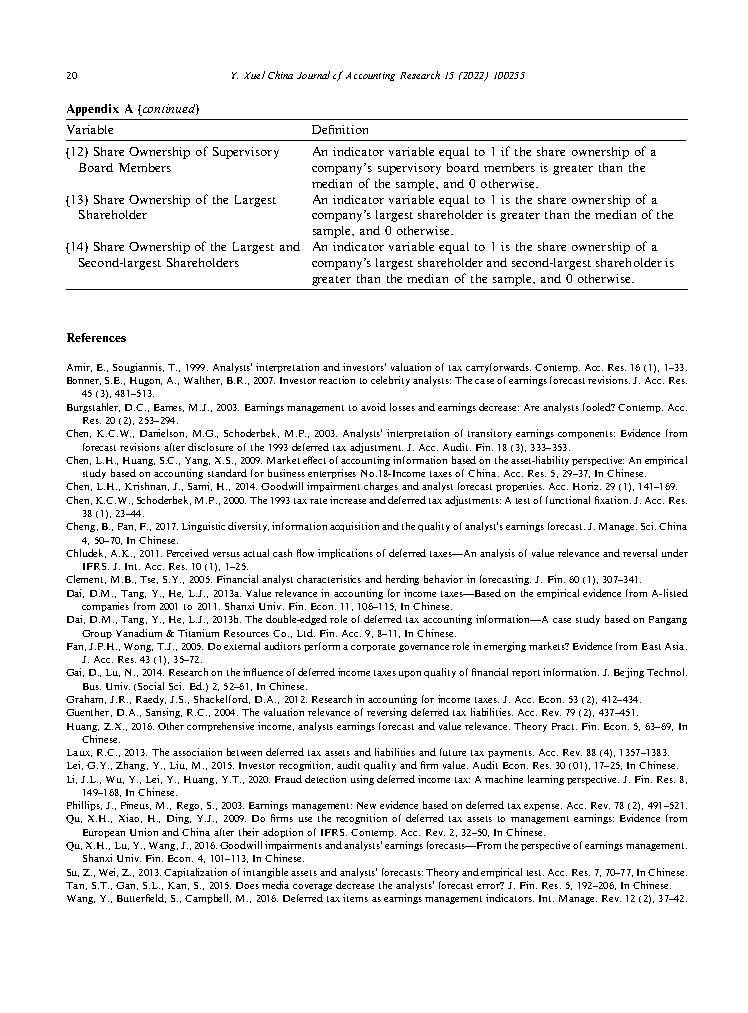 20
Y. Xue/China Journal of Accounting Research 15 (2022) 100255
Appendix A (continued)
Variable Definition
(12) Share Ownership of Supervisory An indicator variable equal to 1 if the share ownership of a
Board Members company's supervisory board members is greater than the
median of the sample, and 0 otherwise.
(13) Share Ownership of the Largest An indicator variable equal to 1 is the share ownership of a
Shareholder company's largest shareholder is greater than the median of the
sample, and 0 otherwise.
(14) Share Ownership of the Largest and An indicator variable equal to 1 is the share ownership of a
Second-largest Shareholders company's largest shareholder and second-largest shareholder is
greater than the median of the sample, and 0 otherwise.
References
Amir, E., Sougiannis, T., 1999. Analysts' interpretation and investors' valuation of tax carryforwards. Contemp. Acc. Res. 16 (1), 1–33.
Bonner, S.E., Hugon, A., Walther, B.R., 2007. Investor reaction to celebrity analysts: The case of earnings forecast revisions. J. Acc. Res.
45 (3), 481–513.
Burgstahler, D.C., Eames, M.J., 2003. Earnings management to avoid losses and earnings decrease: Are analysts fooled? Contemp. Acc.
Res. 20 (2), 253–294.
Chen, K.C.W., Danielson, M.G., Schoderbek, M.P., 2003. Analysts' interpretation of transitory earnings components: Evidence from
forecast revisions after disclosure of the 1993 deferred tax adjustment. J. Acc. Audit. Fin. 18 (3), 333–353.
Chen, L.H., Huang, S.C., Yang, X.S., 2009. Market effect of accounting information based on the asset-liability perspective: An empirical
study based on accounting standard for business enterprises No.18-Income taxes of China. Acc. Res. 5, 29–37, In Chinese.
Chen, L.H., Krishnan, J., Sami, H., 2014. Goodwill impairment charges and analyst forecast properties. Acc. Horiz. 29 (1), 141–169.
Chen, K.C.W., Schoderbek, M.P., 2000. The 1993 tax rate increase and deferred tax adjustments: A test of functional fixation. J. Acc. Res.
38 (1), 23–44.
Cheng, B., Pan, F., 2017. Linguistic diversity, information acquisition and the quality of analyst's earnings forecast. J. Manage. Sci. China
4, 50–70, In Chinese.
Chludek, A.K., 2011. Perceived versus actual cash flow implications of deferred taxes—An analysis of value relevance and reversal under
IFRS. J. Int. Acc. Res. 10 (1), 1–25.
Clement, M.B., Tse, S.Y., 2005. Financial analyst characteristics and herding behavior in forecasting. J. Fin. 60 (1), 307–341.
Dai, D.M., Tang, Y., He, L.J., 2013a. Value relevance in accounting for income taxes—Based on the empirical evidence from A-listed
companies from 2001 to 2011. Shanxi Univ. Fin. Econ. 11, 106–115, In Chinese.
Dai, D.M., Tang, Y., He, L.J., 2013b. The double-edged role of deferred tax accounting information—A case study based on Pangang
Group Vanadium & Titanium Resources Co., Ltd. Fin. Acc. 9, 8–11, In Chinese.
Fan, J.P.H., Wong, T.J., 2005. Do external auditors perform a corporate governance role in emerging markets? Evidence from East Asia.
J. Acc. Res. 43 (1), 35–72.
Gai, D., Lu, N., 2014. Research on the influence of deferred income taxes upon quality of financial report information. J. Beijing Technol.
Bus. Univ. (Social Sci. Ed.) 2, 52–61, In Chinese.
Graham, J.R., Raedy, J.S., Shackelford, D.A., 2012. Research in accounting for income taxes. J. Acc. Econ. 53 (2), 412–434.
Guenther, D.A., Sansing, R.C., 2004. The valuation relevance of reversing deferred tax liabilities. Acc. Rev. 79 (2), 437–451.
Huang, Z.X., 2016. Other comprehensive income, analysts earnings forecast and value relevance. Theory Pract. Fin. Econ. 5, 63–69, In
Chinese.
Laux, R.C., 2013. The association between deferred tax assets and liabilities and future tax payments. Acc. Rev. 88 (4), 1357–1383.
Lei, G.Y., Zhang, Y., Liu, M., 2015. Investor recognition, audit quality and firm value. Audit Econ. Res. 30 (01), 17–25, In Chinese.
Li, J.L., Wu, Y., Lei, Y., Huang, Y.T., 2020. Fraud detection using deferred income tax: A machine learning perspective. J. Fin. Res. 8,
149–168, In Chinese.
Phillips, J., Pineus, M., Rego, S., 2003. Earnings management: New evidence based on deferred tax expense. Acc. Rev. 78 (2), 491–521.
Qu, X.H., Xiao, H., Ding, Y.J., 2009. Do firms use the recognition of deferred tax assets to management earnings: Evidence from
European Union and China after their adoption of IFRS. Contemp. Acc. Rev. 2, 32–50, In Chinese.
Qu, X.H., Lu, Y., Wang, J., 2016. Goodwill impairments and analysts' earnings forecasts—From the perspective of earnings management.
Shanxi Univ. Fin. Econ. 4, 101–113, In Chinese.
Su, Z., Wei, Z., 2013. Capitalization of intangible assets and analysts' forecasts: Theory and empirical test. Acc. Res. 7, 70–77, In Chinese.
Tan, S.T., Gan, S.L., Kan, S., 2015. Does media coverage decrease the analysts' forecast error? J. Fin. Res. 5, 192–206, In Chinese.
Wang, Y., Butterfield, S., Campbell, M., 2016. Deferred tax items as earnings management indicators. Int. Manage. Rev. 12 (2), 37–42.